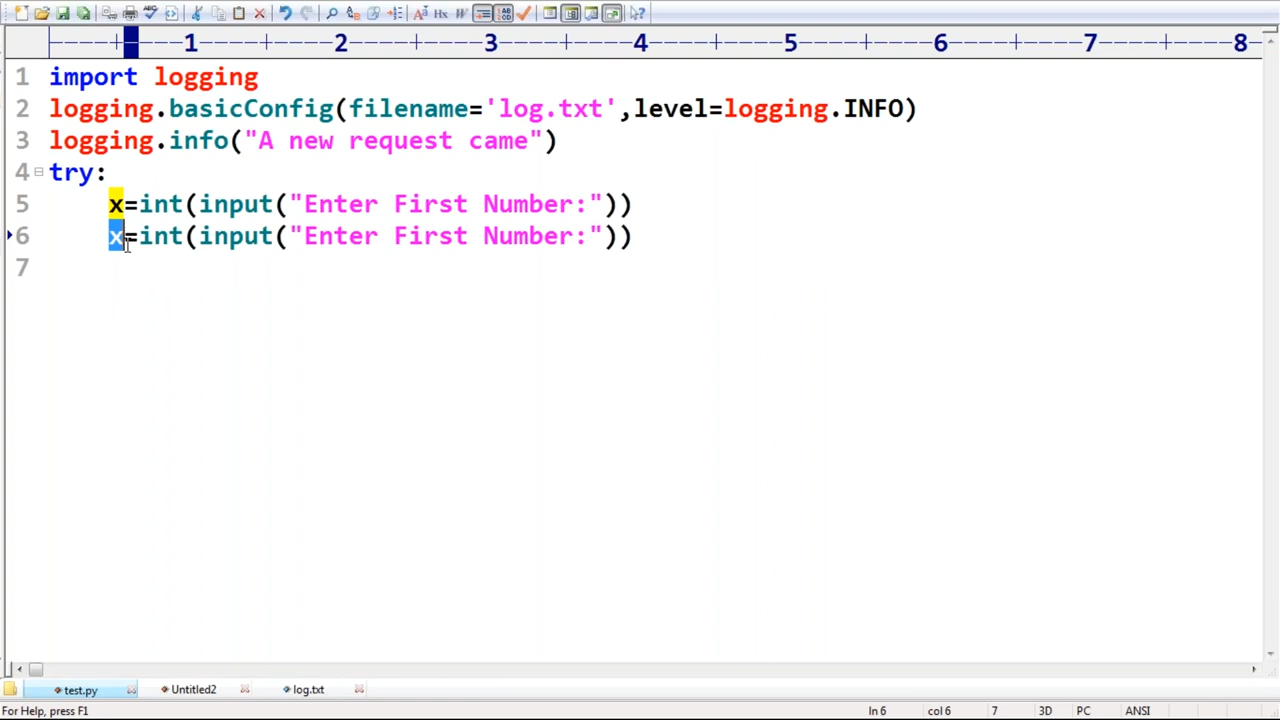 ----+----1----+----2----+----3----+----4----+----5----+----6----+----7----+----8
1 import logging
2 logging.basicConfig(filename='log.txt',level=logging.INFO)
3 logging.info("A new request came")
4 try:
5 x=int(input("Enter First Number:"))
6 x=int(input("Enter First Number:"))
7
test.py Untitled2 log.txt
For Help, press F1 ln 6 col 6 7 3D PC ANSI